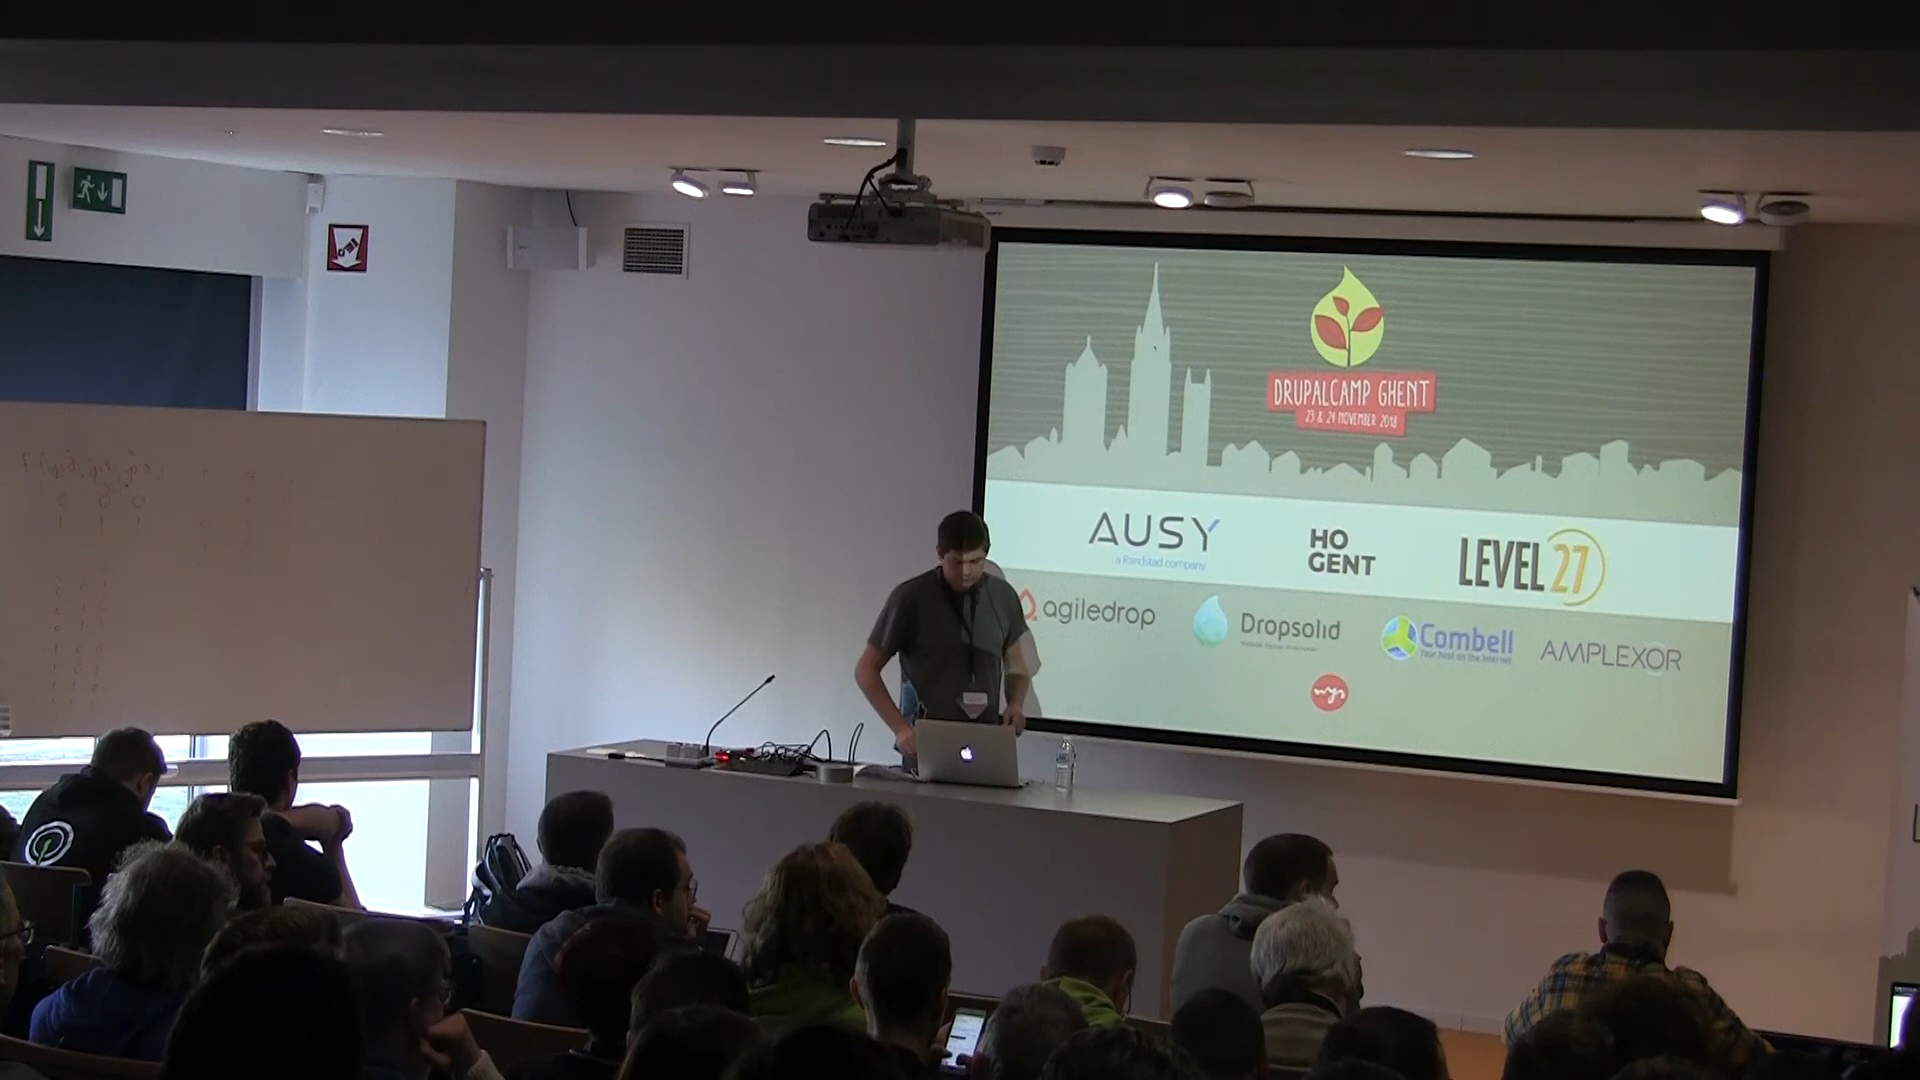 DRUPALCAMP GHENT
23 & 24 NOVEMBER 2018
AUSY
a Randstad company
HO
GENT
LEVEL 27
agiledrop
Dropsolid
Combell
Your host on the Internet
AMPLEXOR